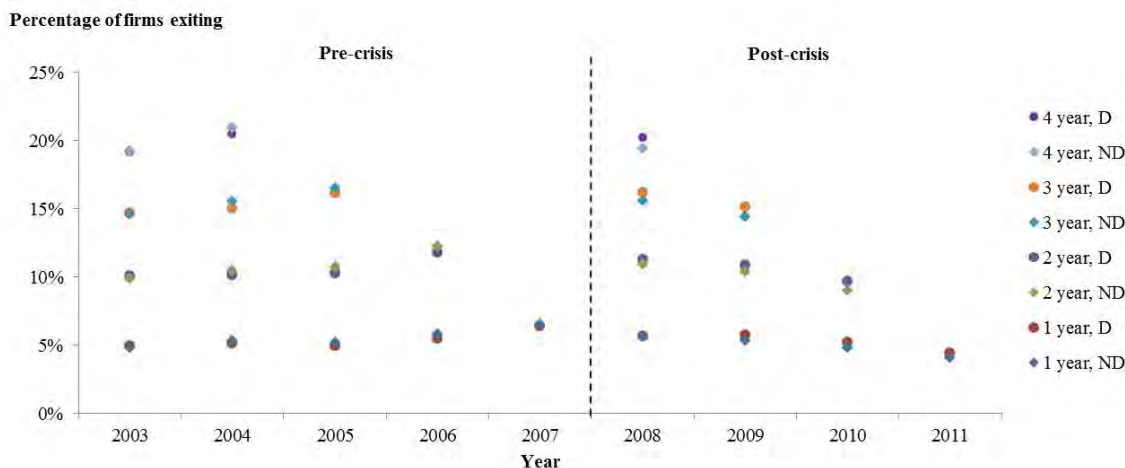 Percentage of firms exiting
Pre-crisis
Post-crisis
25%
20%
15%
10%
5%
0%
2003 2004 2005 2006 2007 2008 2009 2010 2011
Year
4 year, D
4 year, ND
3 year, D
3 year, ND
2 year, D
2 year, ND
1 year, D
1 year, ND